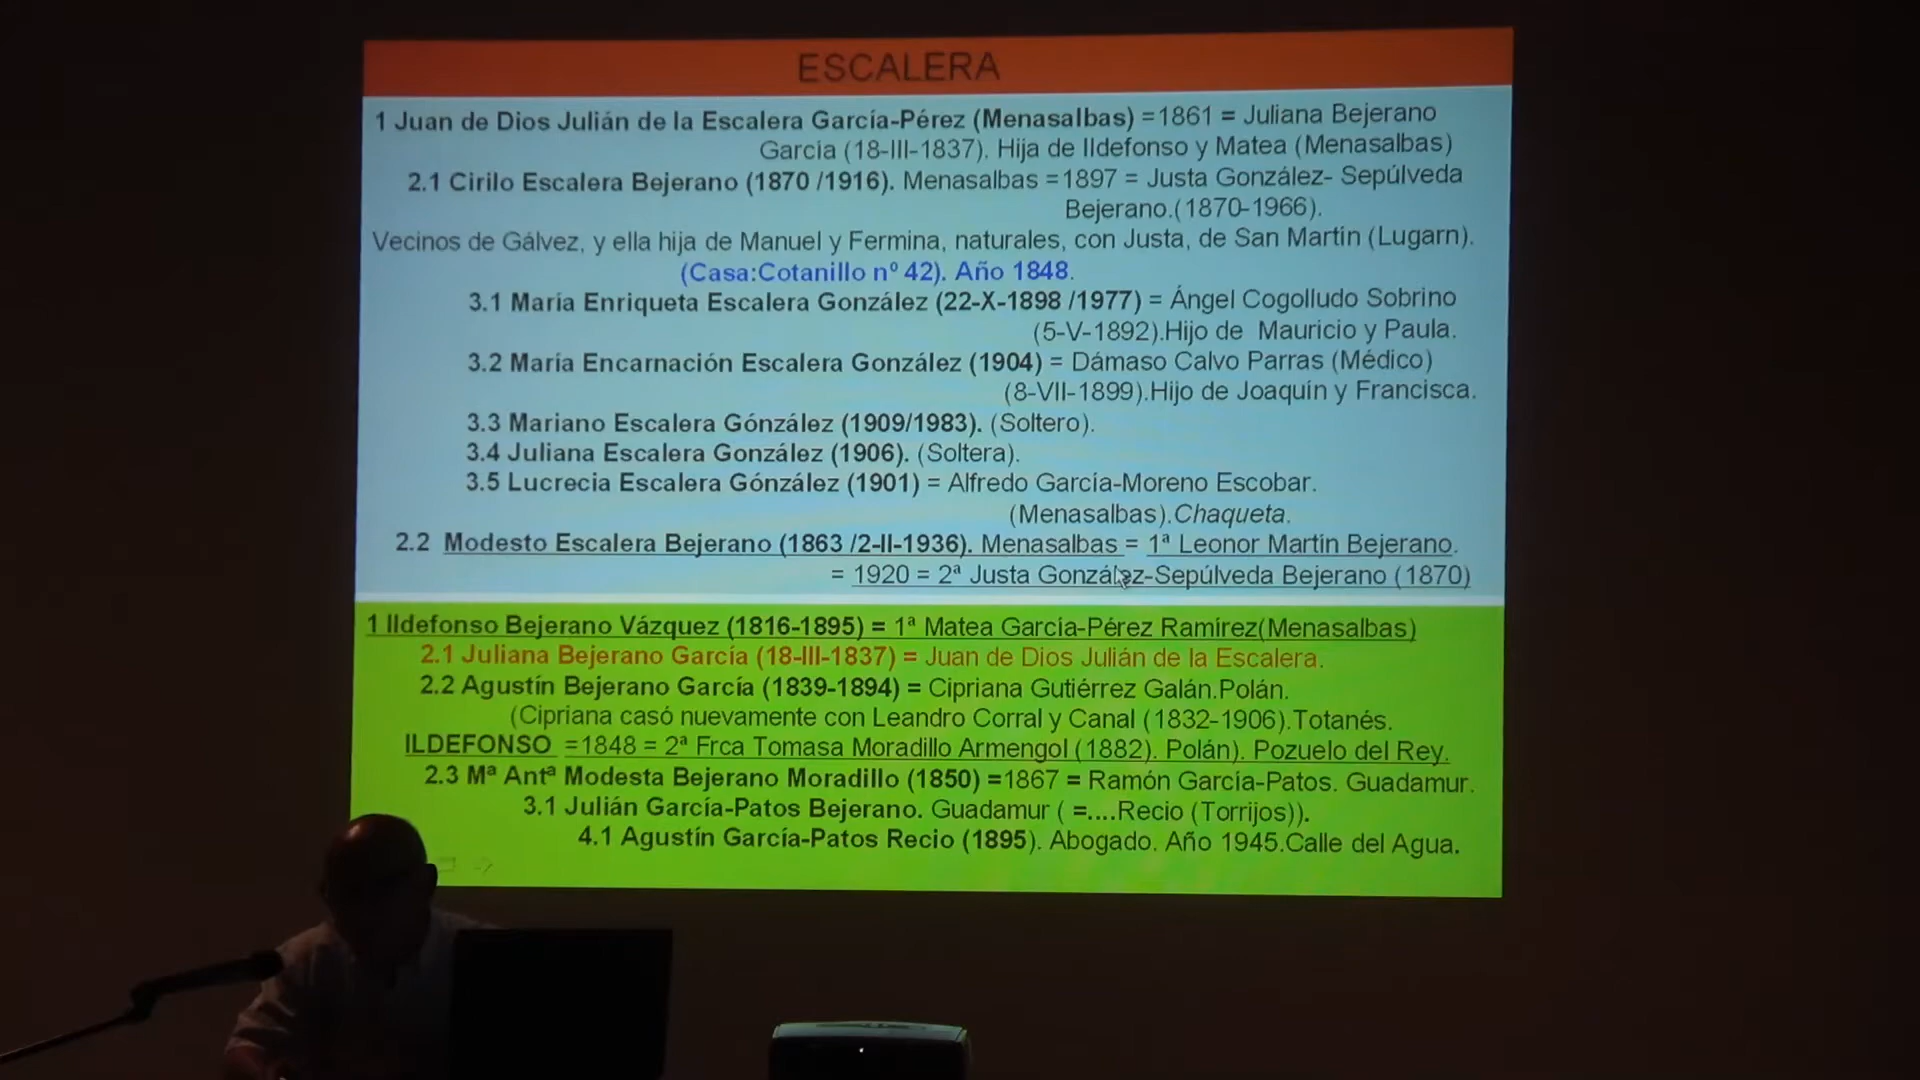 ESCALERA
1 Juan de Dios Julián de la Escalera García-Pérez (Menasalbas) =1861 = Juliana Bejerano
García (18-III-1837). Hija de Ildefonso y Matea (Menasalbas)
2.1 Cirilo Escalera Bejerano (1870 /1916). Menasalbas =1897 = Justa González- Sepúlveda
Bejerano.(1870-1966).
Vecinos de Gálvez, y ella hija de Manuel y Fermina, naturales, con Justa, de San Martín (Lugarn).
(Casa:Cotanillo nº 42). Año 1848.
3.1 María Enriqueta Escalera González (22-X-1898 /1977) = Ángel Cogolludo Sobrino
(5-V-1892).Hijo de Mauricio y Paula.
3.2 María Encarnación Escalera González (1904) = Dámaso Calvo Parras (Médico)
(8-VII-1899).Hijo de Joaquín y Francisca.
3.3 Mariano Escalera Gónzález (1909/1983). (Soltero).
3.4 Juliana Escalera González (1906). (Soltera).
3.5 Lucrecia Escalera Gónzález (1901) = Alfredo García-Moreno Escobar.
(Menasalbas).Chaqueta.
2.2 Modesto Escalera Bejerano (1863 /2-II-1936). Menasalbas = 1ª Leonor Martín Bejerano.
= 1920 = 2ª Justa González-Sepúlveda Bejerano (1870)
1 Ildefonso Bejerano Vázquez (1816-1895) = 1ª Matea García-Pérez Ramírez(Menasalbas)
2.1 Juliana Bejerano García (18-III-1837) = Juan de Dios Julián de la Escalera.
2.2 Agustín Bejerano García (1839-1894) = Cipriana Gutiérrez Galán.Polán.
(Cipriana casó nuevamente con Leandro Corral y Canal (1832-1906).Totanés.
ILDEFONSO =1848 = 2ª Frca Tomasa Moradillo Armengol (1882). Polán). Pozuelo del Rey.
2.3 Mª Antª Modesta Bejerano Moradillo (1850) =1867 = Ramón García-Patos. Guadamur.
3.1 Julián García-Patos Bejerano. Guadamur ( =....Recio (Torrijos)).
4.1 Agustín García-Patos Recio (1895). Abogado. Año 1945.Calle del Agua.